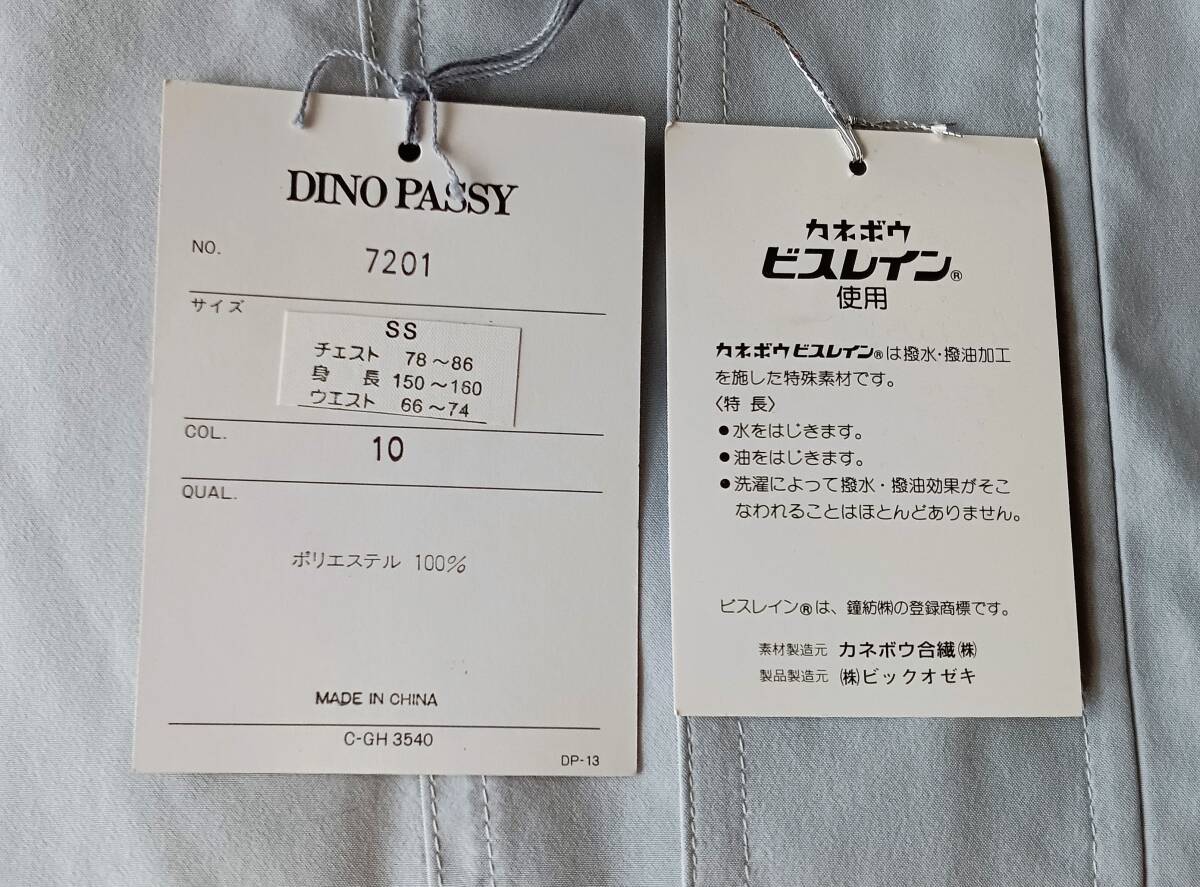 DINO PASSY
NO. 7201
サイズ
SS
チェスト 78～86
身長 150～160
ウエスト 66～74
COL. 10
QUAL.
ポリエステル 100%
MADE IN CHINA
C-GH 3540
DP-13
カネボウ
ビスレイン®
使用
カネボウビスレイン®は撥水・撥油加工
を施した特殊素材です。
〈特長〉
●水をはじきます。
●油をはじきます。
●洗濯によって撥水・撥油効果がそこ
なわれることはほとんどありません。
ビスレイン®は、鐘紡㈱の登録商標です。
素材製造元 カネボウ合繊㈱
製品製造元 ㈱ビックオゼキ